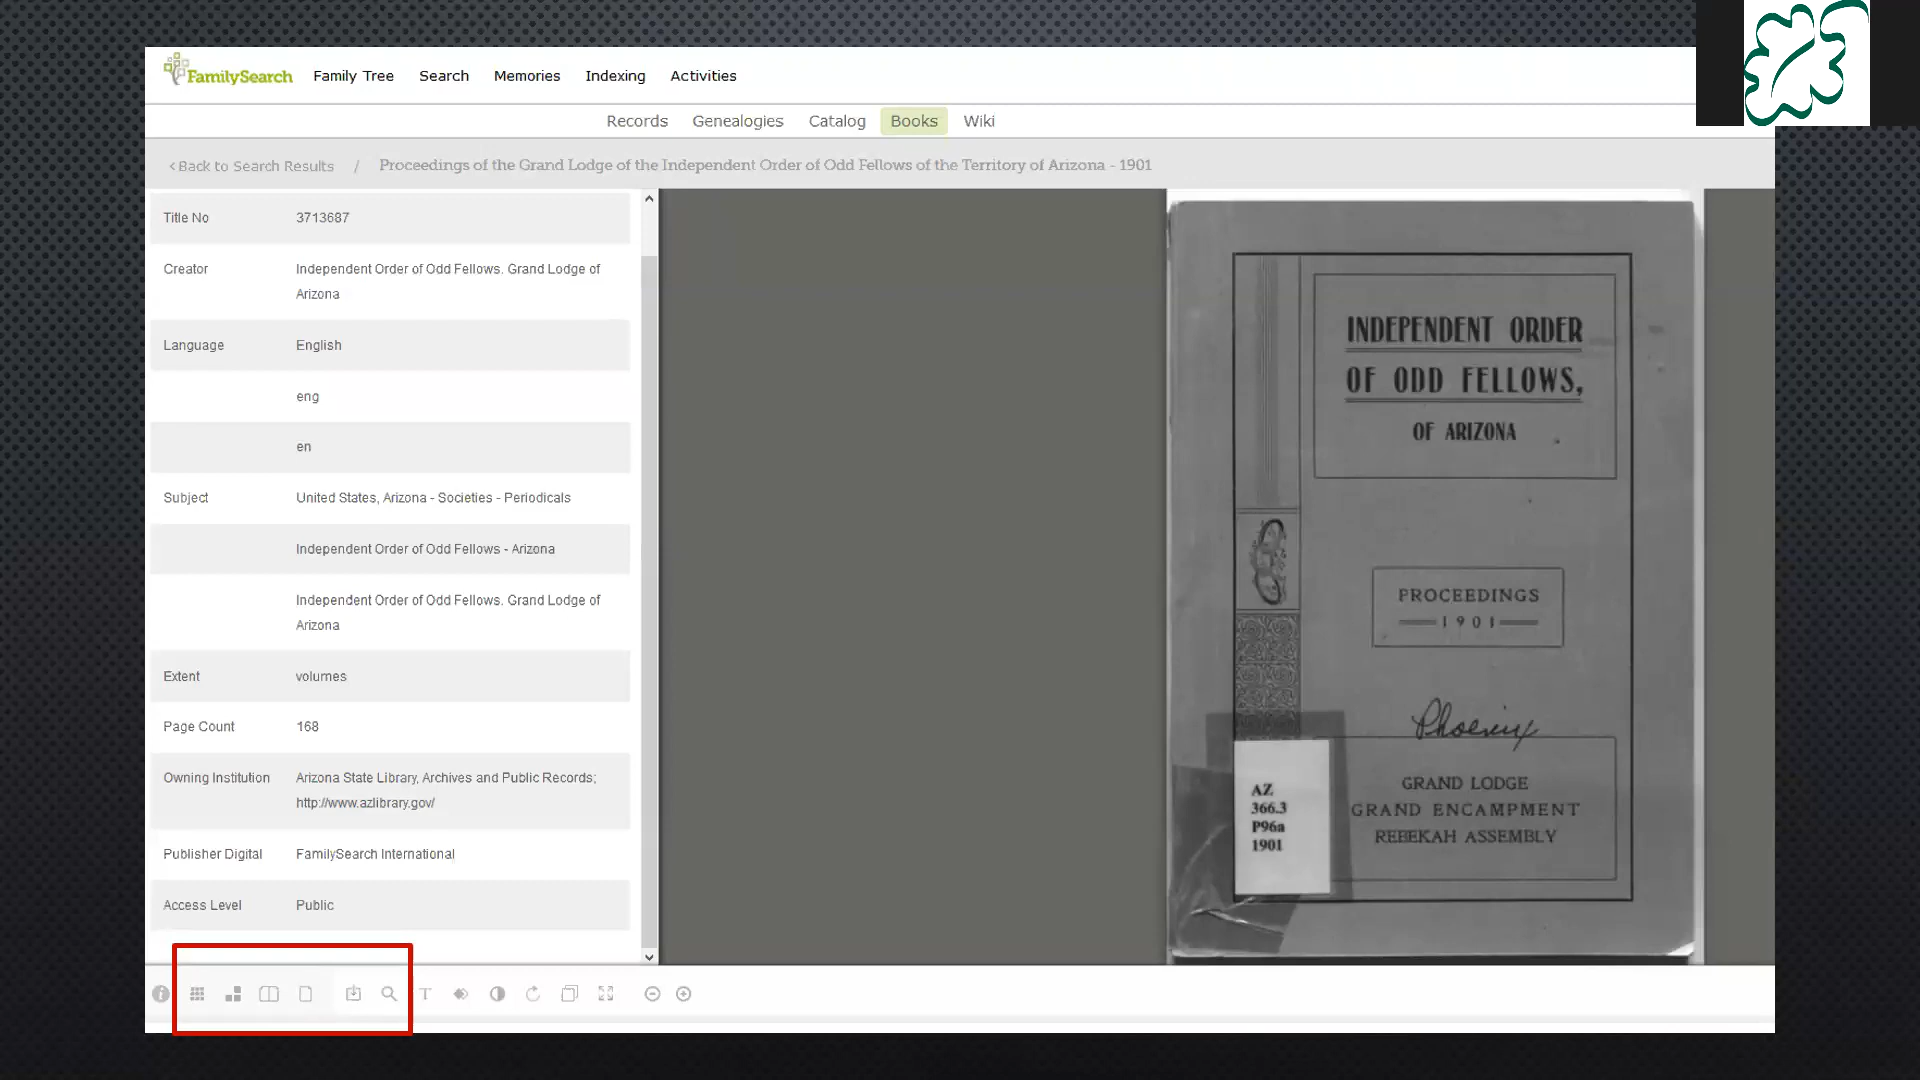 FamilySearch Family Tree Search Memories Indexing Activities
Records Genealogies Catalog Books Wiki
Back to Search Results / Proceedings of the Grand Lodge of the Independent Order of Odd Fellows of the Territory of Arizona - 1901
Title No 3713687
Creator Independent Order of Odd Fellows. Grand Lodge of
Arizona
Language English
eng
en
Subject United States, Arizona - Societies - Periodicals
Independent Order of Odd Fellows - Arizona
Independent Order of Odd Fellows. Grand Lodge of
Arizona
Extent volumes
Page Count 168
Owning Institution Arizona State Library, Archives and Public Records;
http://www.azlibrary.gov/
Publisher Digital FamilySearch International
Access Level Public
INDEPENDENT ORDER
OF ODD FELLOWS,
OF ARIZONA
PROCEEDINGS
1901
Phoenix
GRAND LODGE
GRAND ENCAMPMENT
REBEKAH ASSEMBLY
AZ
366.3
P96a
1901
T